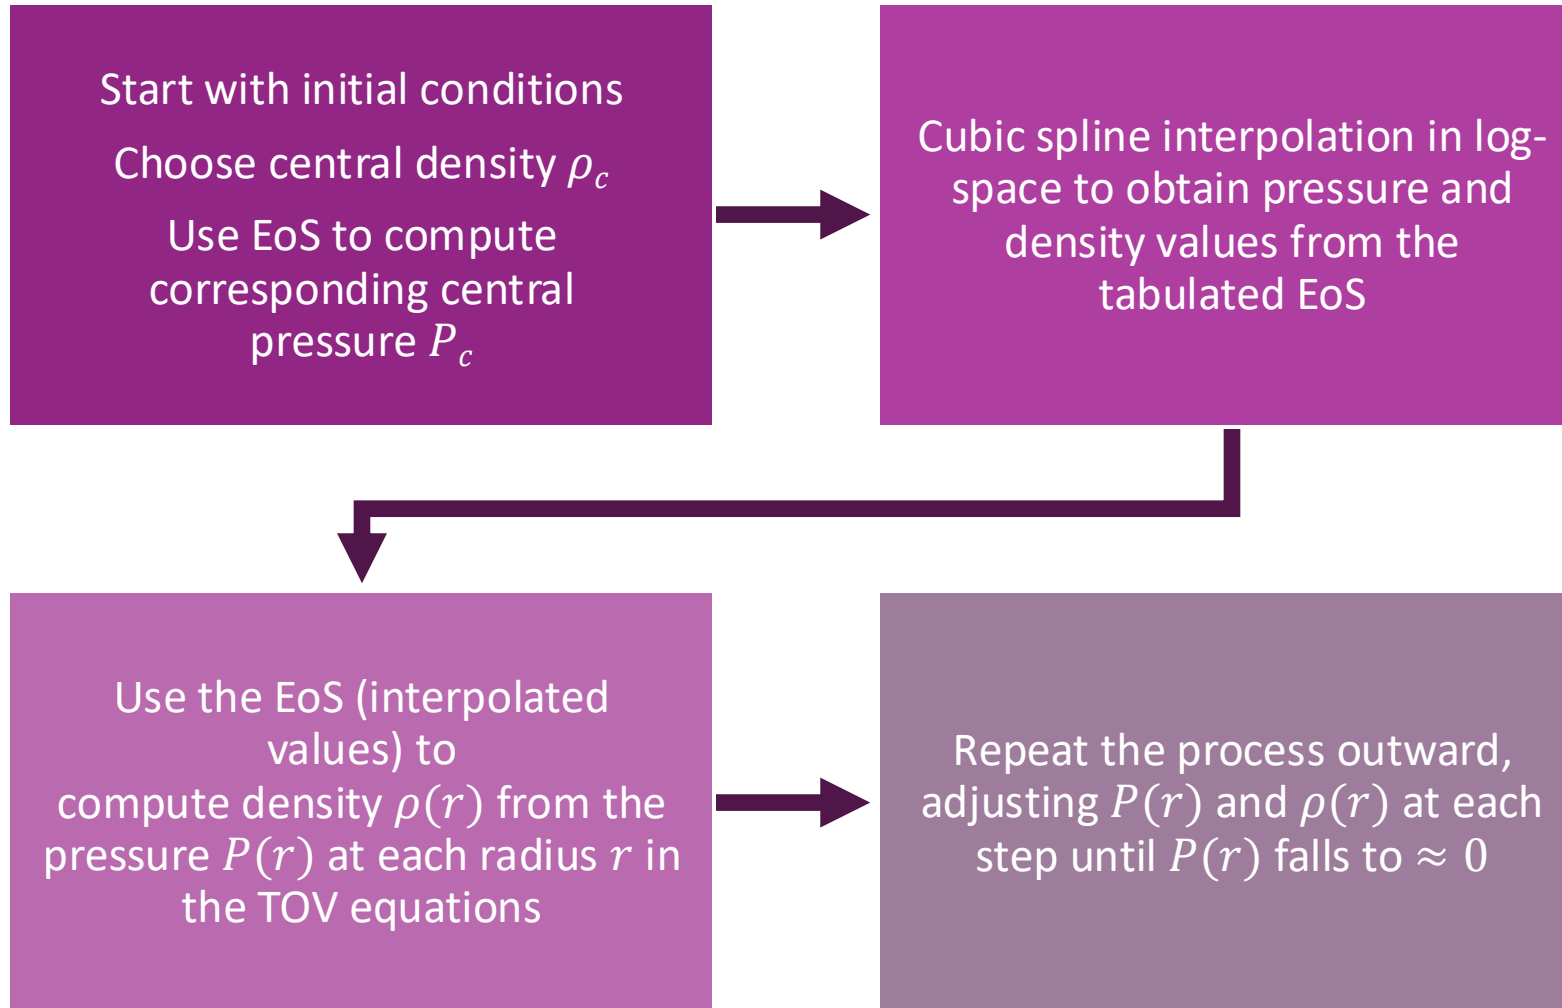 Start with initial conditions
Choose central density ρ_c
Use EoS to compute
corresponding central
pressure P_c
Cubic spline interpolation in log-
space to obtain pressure and
density values from the
tabulated EoS
Use the EoS (interpolated
values) to
compute density ρ(r) from the
pressure P(r) at each radius r in
the TOV equations
Repeat the process outward,
adjusting P(r) and ρ(r) at each
step until P(r) falls to ≈ 0